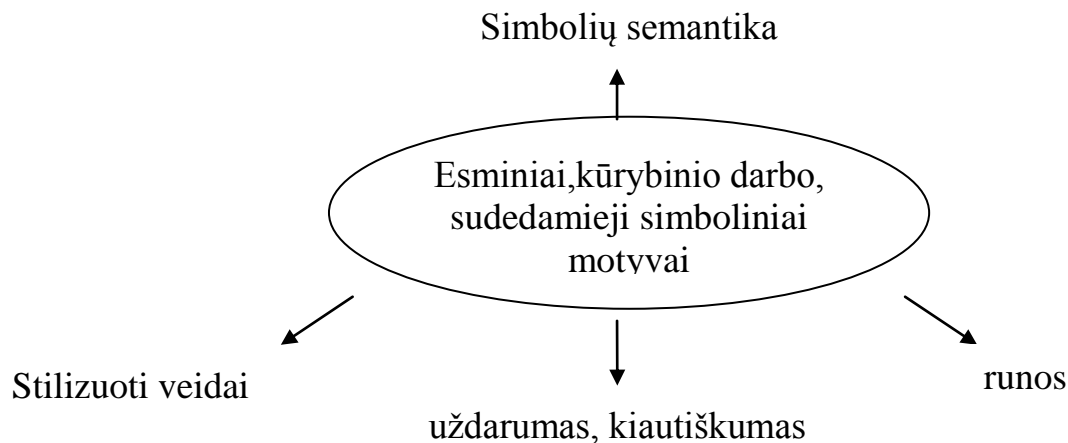 Simbolių semantika
Esminiai,kūrybinio darbo,
sudedamieji simboliniai
motyvai
Stilizuoti veidai
runos
uždarumas, kiautiškumas